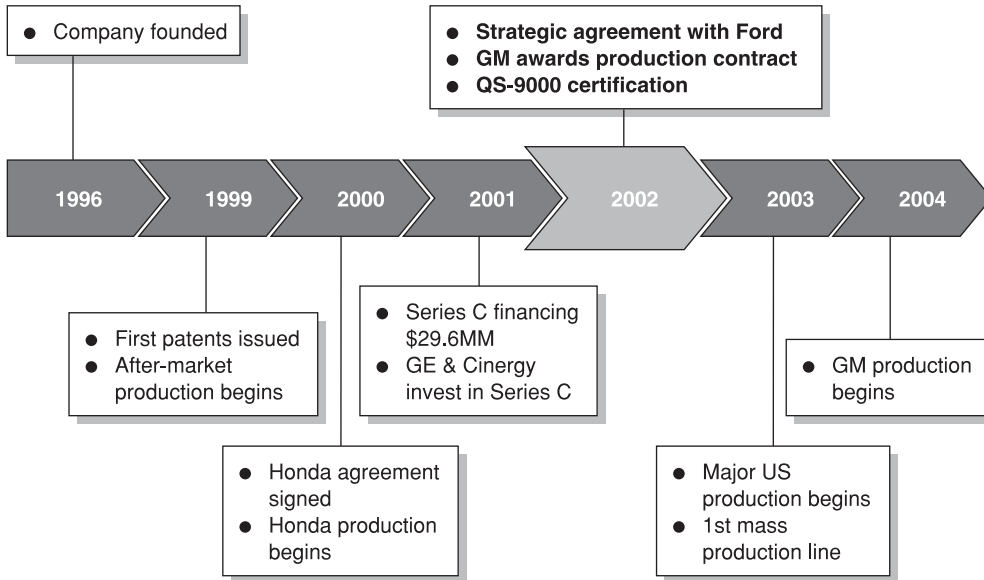 ● Company founded
● Strategic agreement with Ford
● GM awards production contract
● QS-9000 certification
1996
1999
2000
2001
2002
2003
2004
● First patents issued
● After-market
production begins
● Series C financing
$29.6MM
● GE & Cinergy
invest in Series C
● GM production
begins
● Honda agreement
signed
● Honda production
begins
● Major US
production begins
● 1st mass
production line